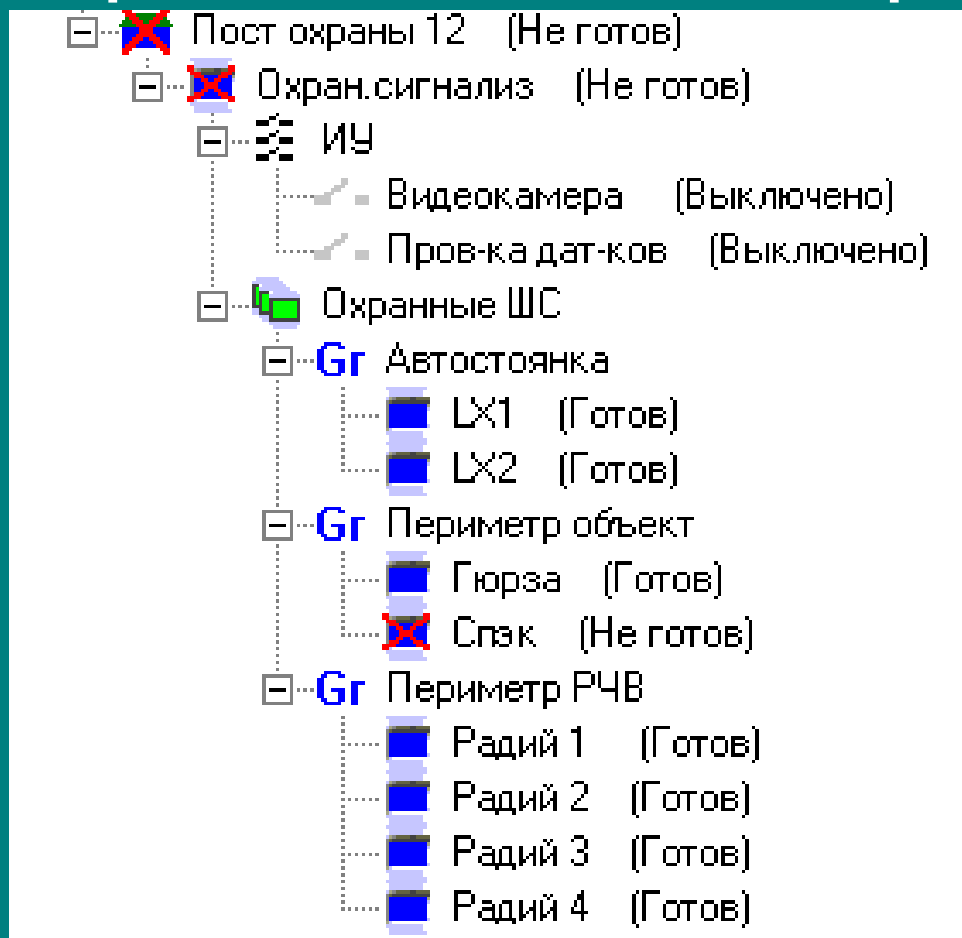 Пост охраны 12 (Не готов)
Охран.сигнализ (Не готов)
ИУ
Видеокамера (Выключено)
Пров-ка дат-ков (Выключено)
Охранные ШС
Gr Автостоянка
LX1 (Готов)
LX2 (Готов)
Gr Периметр объект
Гюрза (Готов)
Спэк (Не готов)
Gr Периметр РЧВ
Радий 1 (Готов)
Радий 2 (Готов)
Радий 3 (Готов)
Радий 4 (Готов)